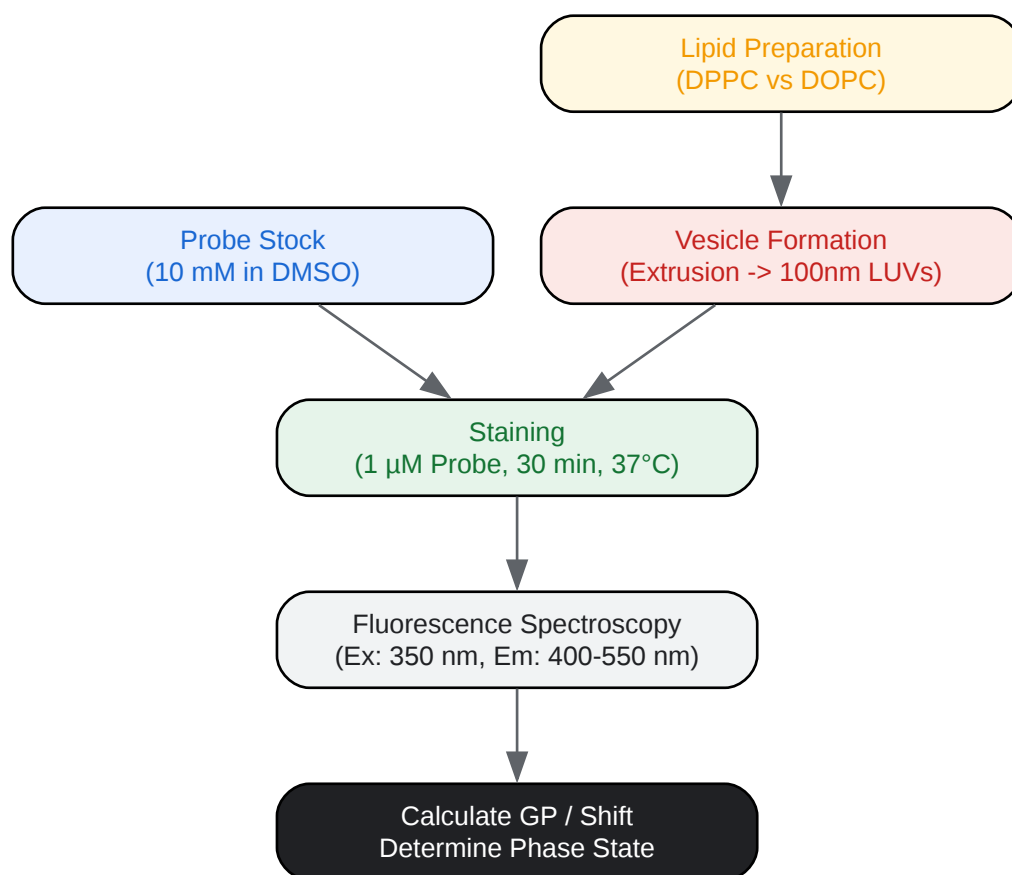 Lipid Preparation
(DPPC vs DOPC)
Probe Stock
(10 mM in DMSO)
Vesicle Formation
(Extrusion -> 100nm LUVs)
Staining
(1 µM Probe, 30 min, 37°C)
Fluorescence Spectroscopy
(Ex: 350 nm, Em: 400-550 nm)
Calculate GP / Shift
Determine Phase State